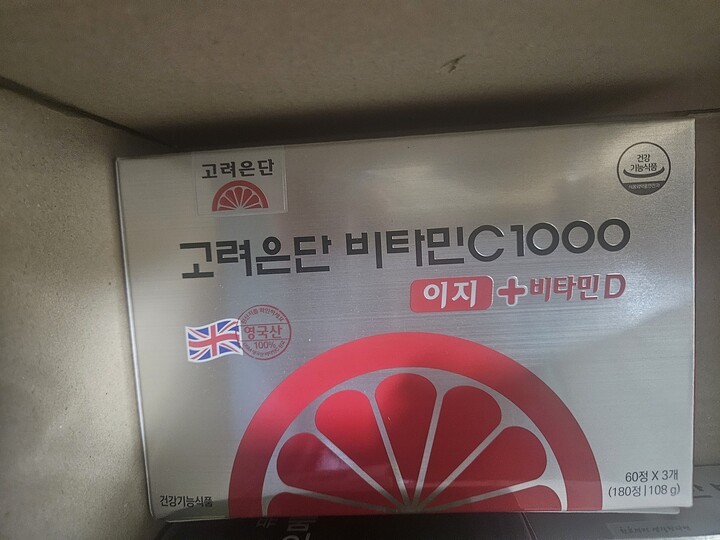 고려은단
건강
기능식품
고려은단 비타민C1000
이지 +비타민D
영국산
100%
60정 X 3개
(180정|108 g)
건강기능식품